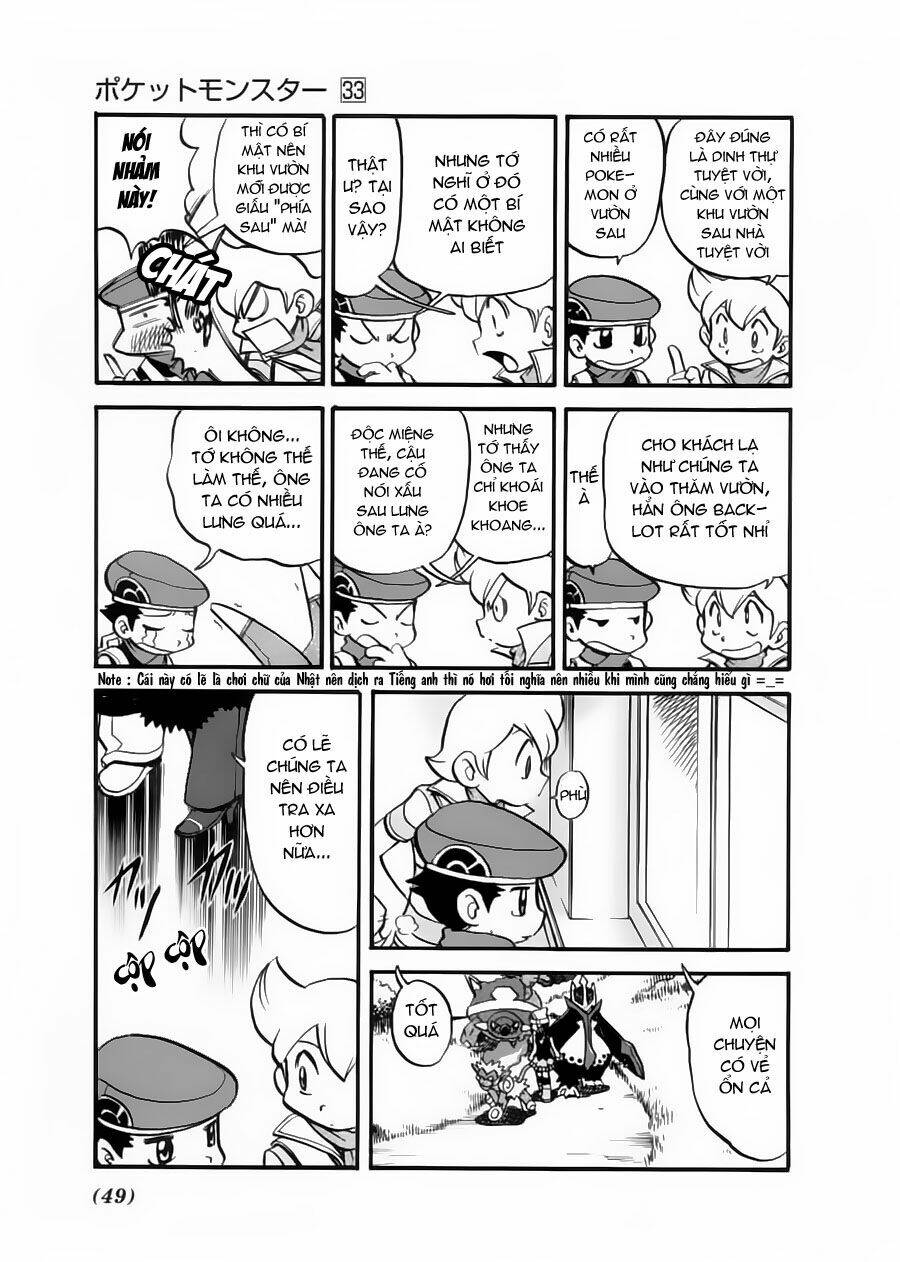 ポケットモンスター 33
ĐÂY ĐÚNG
LÀ DINH THỰ
TUYỆT VỜI,
CÙNG VỚI MỘT
KHU VƯỜN
SAU NHÀ
TUYỆT VỜI
CÓ RẤT
NHIỀU
POKE-
MON Ở
VƯỜN
SAU
NHƯNG TỚ
NGHĨ Ở ĐÓ
CÓ MỘT BÍ
MẬT KHÔNG
AI BIẾT
THẬT
Ư? TẠI
SAO
VẬY?
THÌ CÓ BÍ
MẬT NÊN
KHU VƯỜN
MỚI ĐƯỢC
GIẤU "PHÍA
SAU" MÀ!
NÓI
NHẢM
NÀY!
CHÁT
CHO KHÁCH LẠ
NHƯ CHÚNG TA
VÀO THĂM VƯỜN,
HẲN ÔNG BACK-
LOT RẤT TỐT NHỈ
THẾ
À
NHƯNG
TỚ THẤY
ÔNG TA
CHỈ KHOÁI
KHOE
KHOANG...
ĐỘC MIỆNG
THẾ, CẬU
ĐANG CÓ
NÓI XẤU
SAU LƯNG
ÔNG TA À?
ÔI KHÔNG...
TỚ KHÔNG THỂ
LÀM THẾ, ÔNG
TA CÓ NHIỀU
LƯNG QUÁ...
Note : Cái này có lẽ là chơi chữ của Nhật nên dịch ra Tiếng anh thì nó hơi tối nghĩa nên nhiều khi mình cũng chẳng hiểu gì =_=
PHÙ
MỌI
CHUYỆN
CÓ VẺ
ỔN CẢ
TỐT
QUÁ
CÓ LẼ
CHÚNG TA
NÊN ĐIỀU
TRA XA
HƠN
NỮA...
CỘP CỘP
(49)